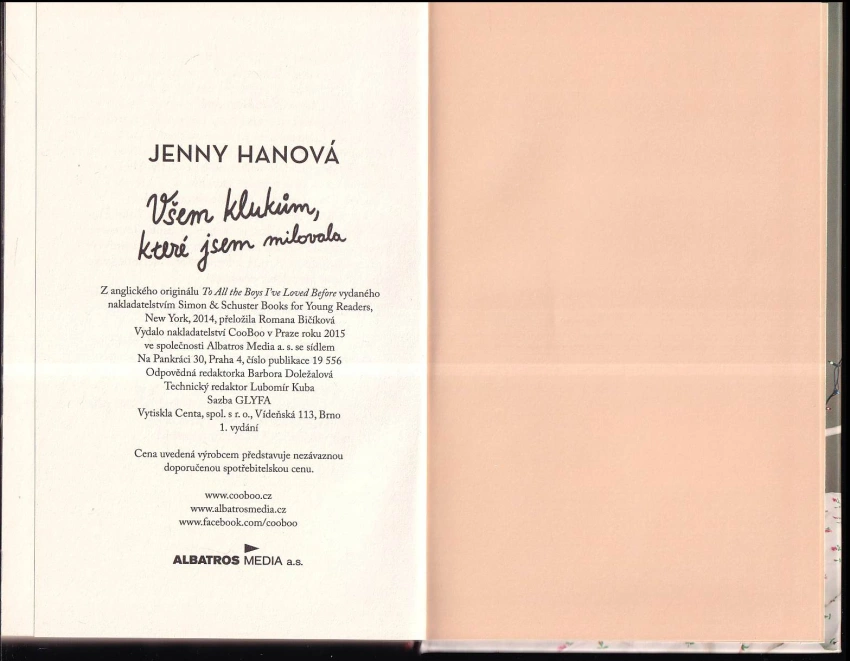 JENNY HANOVÁ
Všem klukům,
které jsem milovala
Z anglického originálu To All the Boys I've Loved Before vydaného
nakladatelstvím Simon & Schuster Books for Young Readers,
New York, 2014, přeložila Romana Bičíková
Vydalo nakladatelství CooBoo v Praze roku 2015
ve společnosti Albatros Media a. s. se sídlem
Na Pankráci 30, Praha 4, číslo publikace 19 556
Odpovědná redaktorka Barbora Doležalová
Technický redaktor Lubomír Kuba
Sazba GLYFA
Vytiskla Centa, spol. s r. o., Vídeňská 113, Brno
1. vydání
Cena uvedená výrobcem představuje nezávaznou
doporučenou spotřebitelskou cenu.
www.cooboo.cz
www.albatrosmedia.cz
www.facebook.com/cooboo
ALBATROS MEDIA a.s.